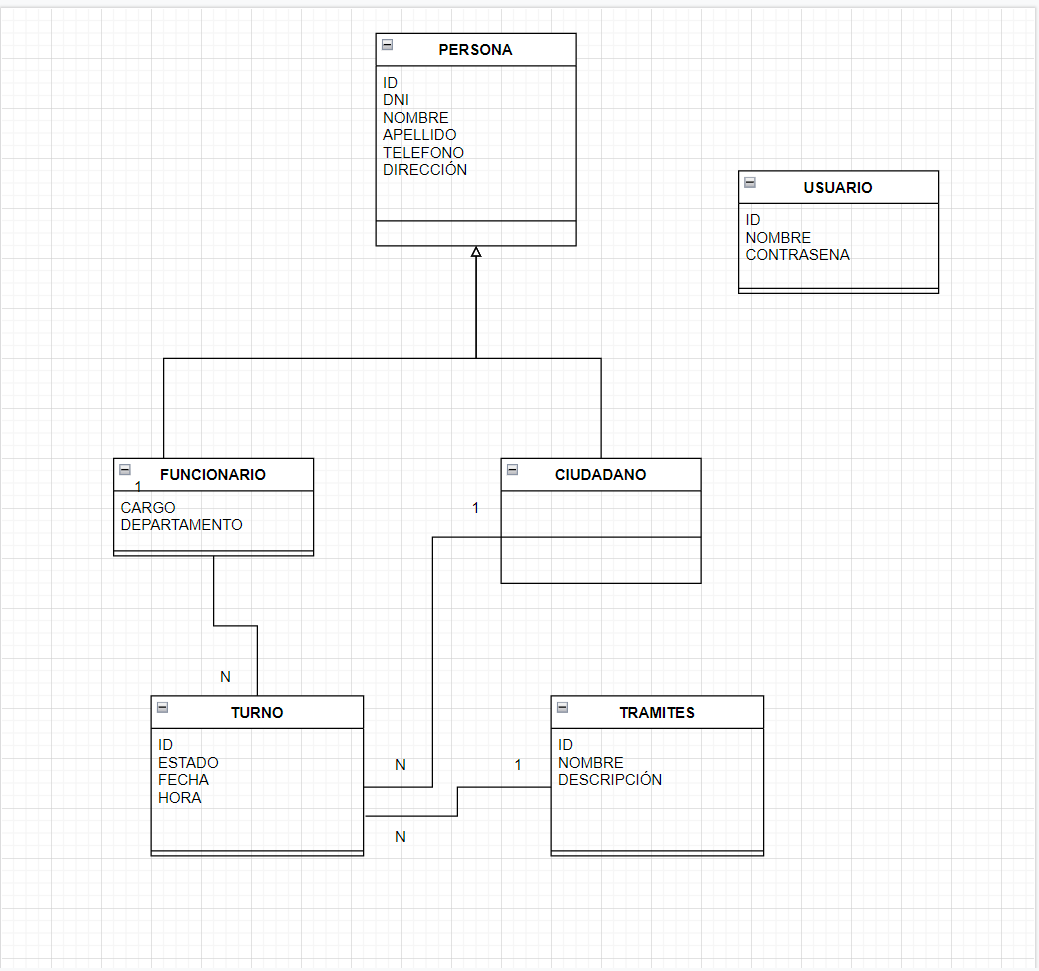 PERSONA
ID
DNI
NOMBRE
APELLIDO
TELEFONO
DIRECCIÓN
USUARIO
ID
NOMBRE
CONTRASENA
FUNCIONARIO
1
CARGO
DEPARTAMENTO
CIUDADANO
1
N
TURNO
ID
ESTADO
FECHA
HORA
N
1
N
TRAMITES
ID
NOMBRE
DESCRIPCIÓN